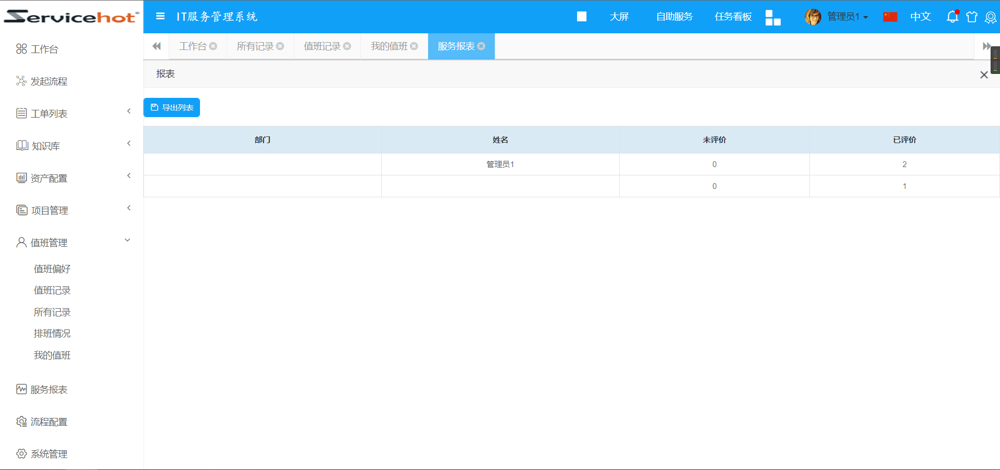 Servicehot®
IT服务管理系统
大屏
自助服务
任务看板
管理员1
中文
工作台
所有记录
值班记录
我的值班
服务报表
工作台
发起流程
工单列表
知识库
资产配置
项目管理
值班管理
值班偏好
值班记录
所有记录
排班情况
我的值班
服务报表
流程配置
系统管理
报表
导出列表
部门 姓名 未评价 已评价
管理员1 0 2
0 1